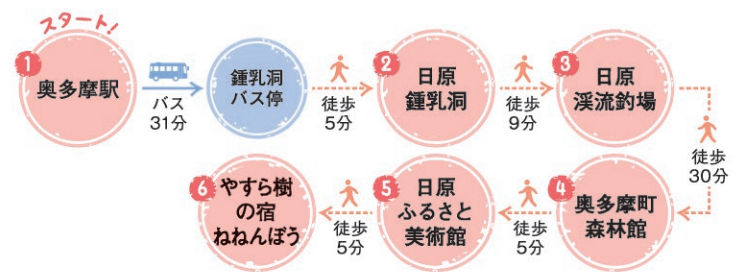 スタート!
1
奥多摩駅
バス
31分
鍾乳洞
バス停
徒歩
5分
2
日原
鍾乳洞
徒歩
9分
3
日原
渓流釣場
徒歩
30分
4
奥多摩町
森林館
徒歩
5分
5
日原
ふるさと
美術館
徒歩
5分
6
やすら樹
の宿
ねねんぼう